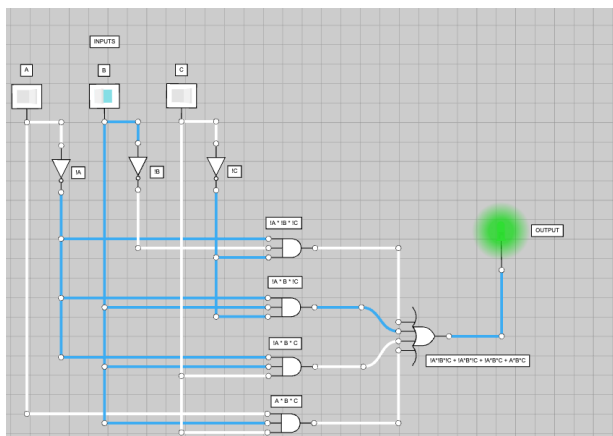 INPUTS
A
B
C
!A
!B
!C
!A * !B * !C
!A * B * !C
OUTPUT
!A * B * C
!A*B*!C + !A*B*!C + !A*B*C + A*B*C
A * B * C